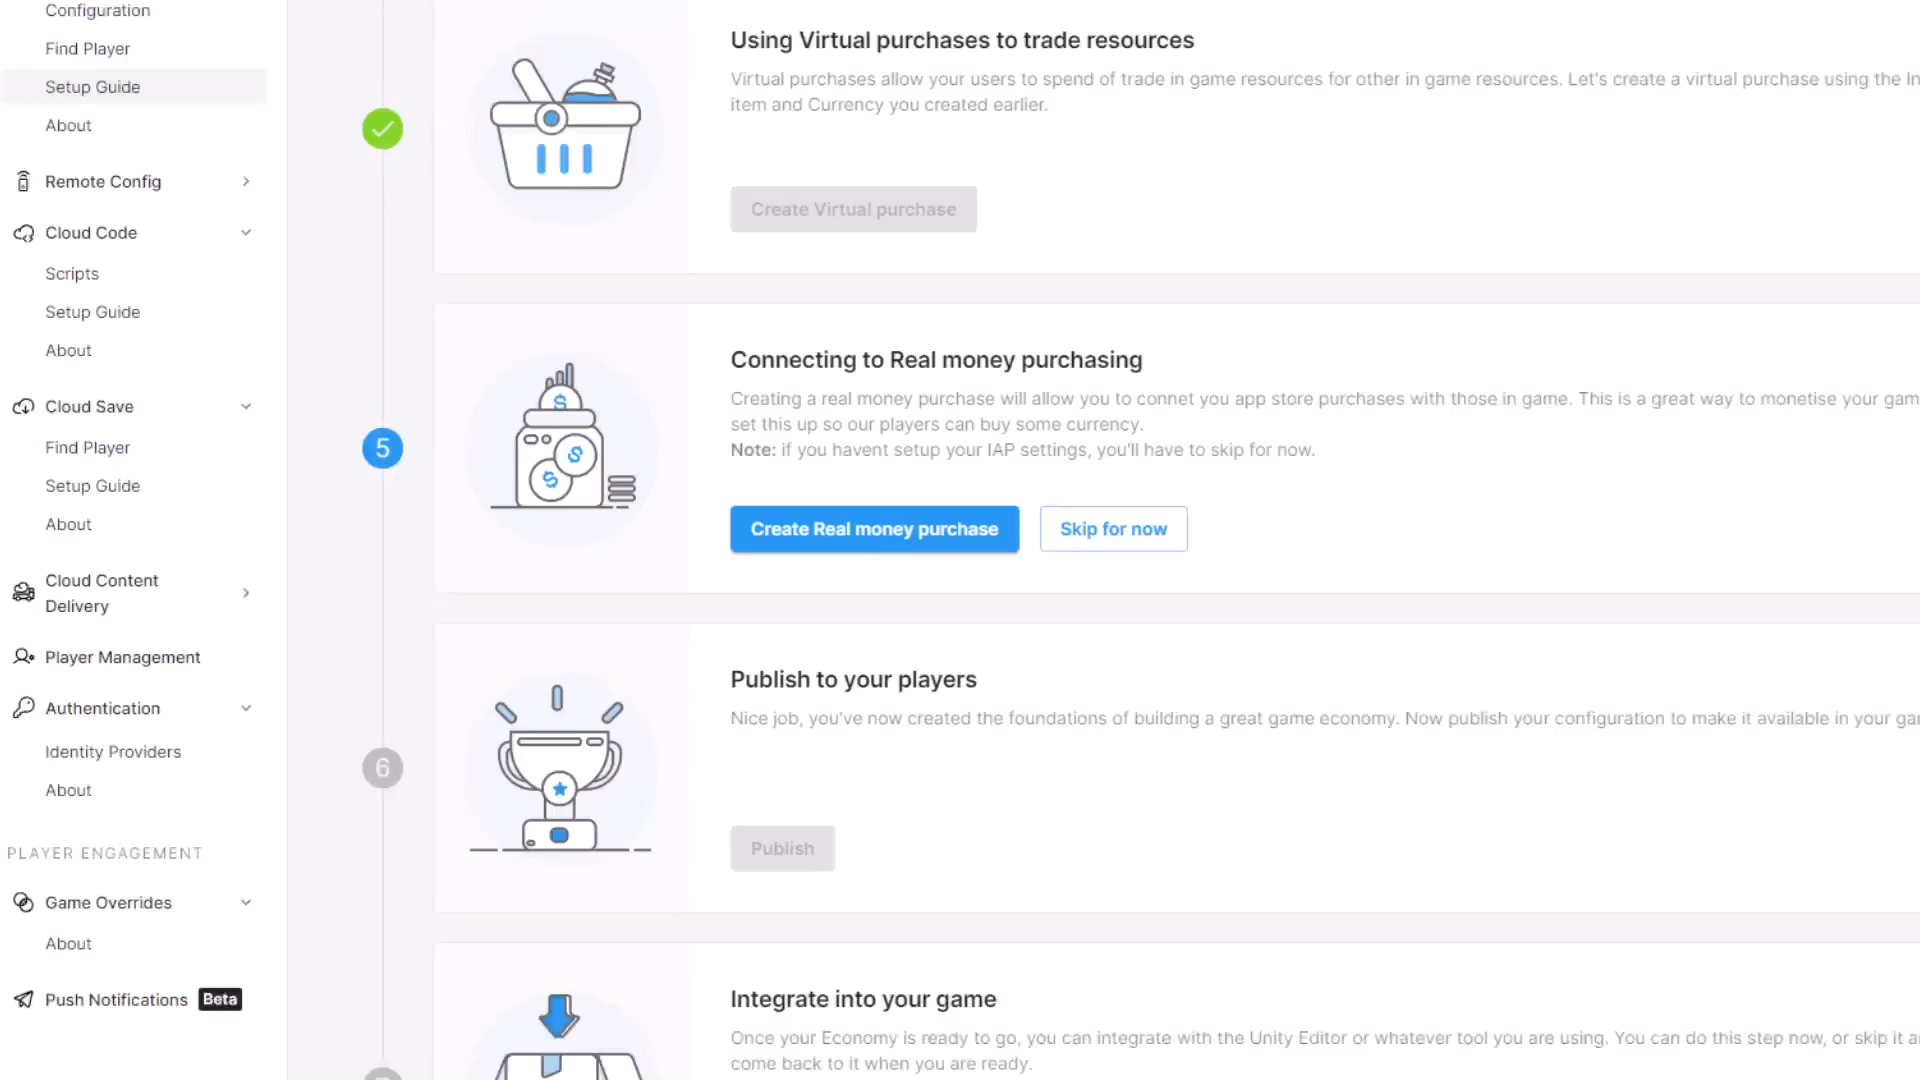 Configuration
Find Player
Setup Guide
About
Remote Config
Cloud Code
Scripts
Setup Guide
About
Cloud Save
Find Player
Setup Guide
About
Cloud Content
Delivery
Player Management
Authentication
Identity Providers
About
PLAYER ENGAGEMENT
Game Overrides
About
Push Notifications Beta
Using Virtual purchases to trade resources
Virtual purchases allow your users to spend of trade in game resources for other in game resources. Let's create a virtual purchase using the In
item and Currency you created earlier.
Create Virtual purchase
5
Connecting to Real money purchasing
Creating a real money purchase will allow you to connet you app store purchases with those in game. This is a great way to monetise your gam
set this up so our players can buy some currency.
Note: if you havent setup your IAP settings, you'll have to skip for now.
Create Real money purchase
Skip for now
6
Publish to your players
Nice job, you've now created the foundations of building a great game economy. Now publish your configuration to make it available in your ga
Publish
Integrate into your game
Once your Economy is ready to go, you can integrate with the Unity Editor or whatever tool you are using. You can do this step now, or skip it a
come back to it when you are ready.